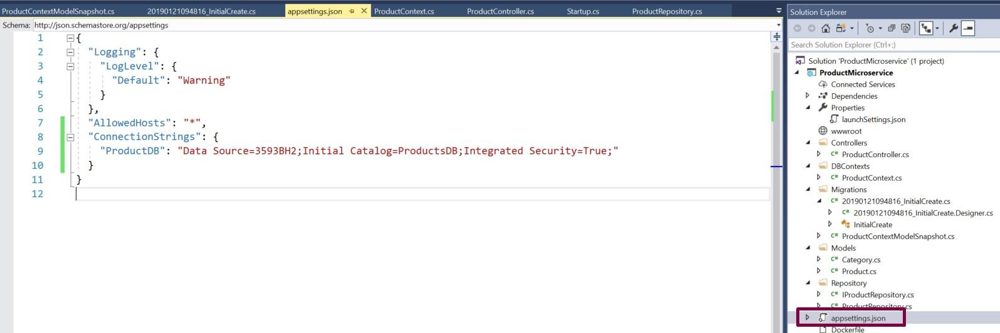 ProductContextModelSnapshot.cs 20190121094816_InitialCreate.cs appsettings.json ProductContext.cs ProductController.cs Startup.cs ProductRepository.cs
Schema: http://json.schemastore.org/appsettings
1 {
2 "Logging": {
3 "LogLevel": {
4 "Default": "Warning"
5 }
6 },
7 "AllowedHosts": "*",
8 "ConnectionStrings": {
9 "ProductDB": "Data Source=3593BH2;Initial Catalog=ProductsDB;Integrated Security=True;"
10 }
11 }
12
Solution Explorer
Search Solution Explorer (Ctrl+;)
Solution 'ProductMicroservice' (1 project)
ProductMicroservice
Connected Services
Dependencies
Properties
launchSettings.json
wwwroot
Controllers
C# ProductController.cs
DBContexts
C# ProductContext.cs
Migrations
C# 20190121094816_InitialCreate.cs
C# 20190121094816_InitialCreate.Designer.cs
InitialCreate
C# ProductContextModelSnapshot.cs
Models
C# Category.cs
C# Product.cs
Repository
C# IProductRepository.cs
C# ProductRepository.cs
appsettings.json
Dockerfile